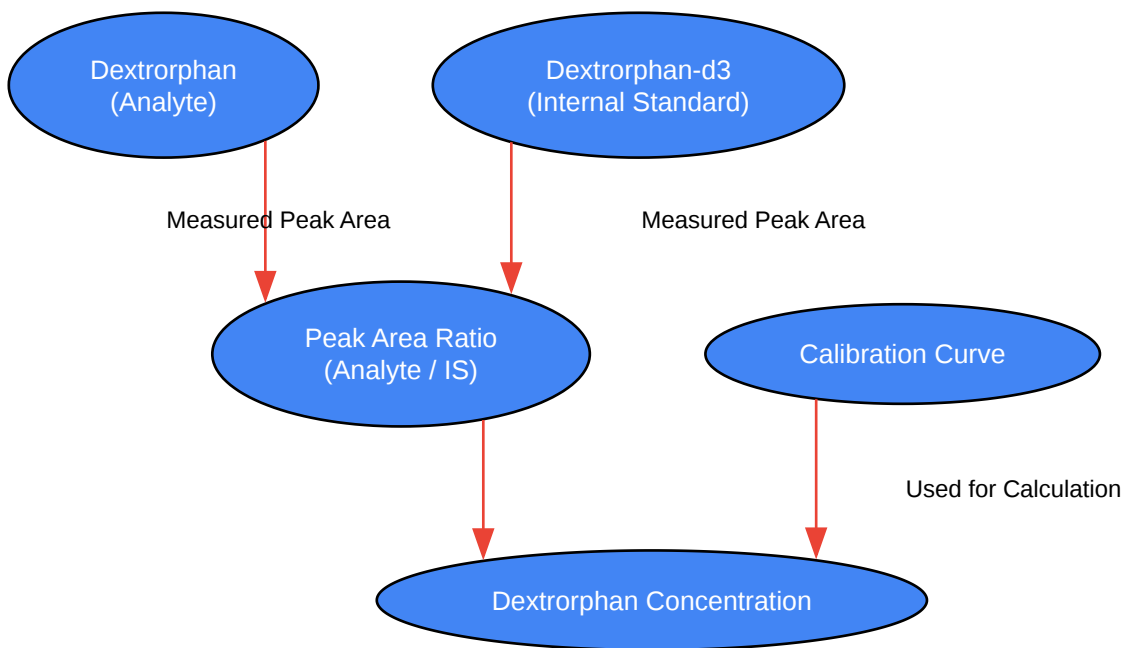 Dextrorphan
(Analyte)
Dextrorphan-d3
(Internal Standard)
Measured Peak Area
Measured Peak Area
Peak Area Ratio
(Analyte / IS)
Calibration Curve
Used for Calculation
Dextrorphan Concentration